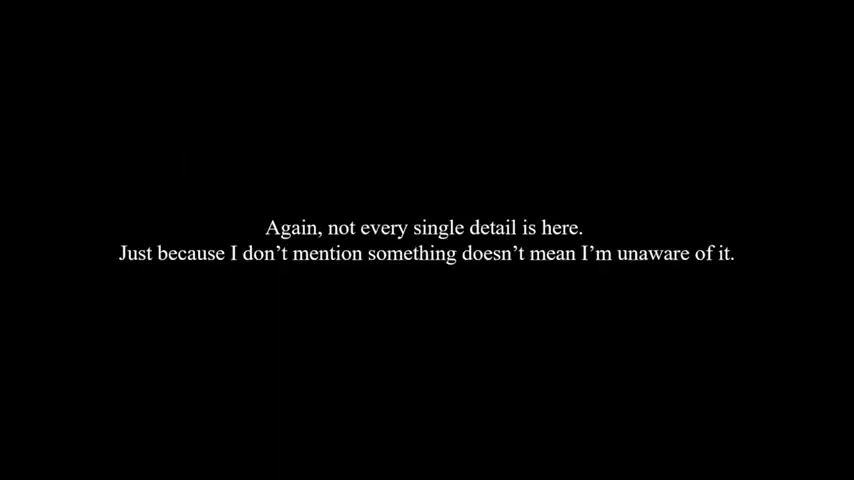 Again, not every single detail is here.
Just because I don’t mention something doesn’t mean I’m unaware of it.